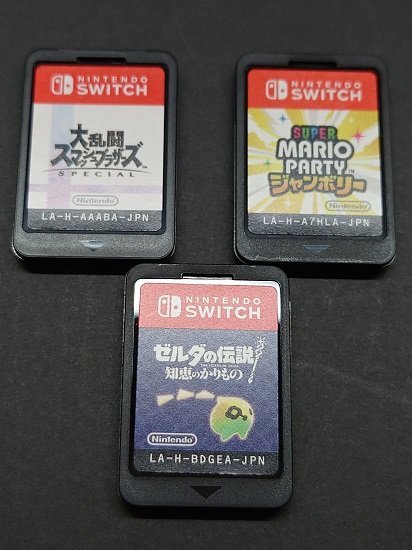 NINTENDO
SWITCH
大乱闘
スマッシュブラザーズ
SPECIAL
Nintendo
LA-H-AAABA-JPN
NINTENDO
SWITCH
SUPER
MARIO
PARTY
ジャンボリー
Nintendo
LA-H-A7HLA-JPN
NINTENDO
SWITCH
ゼルダの伝説
知恵のかりもの
Nintendo
LA-H-BDGEA-JPN